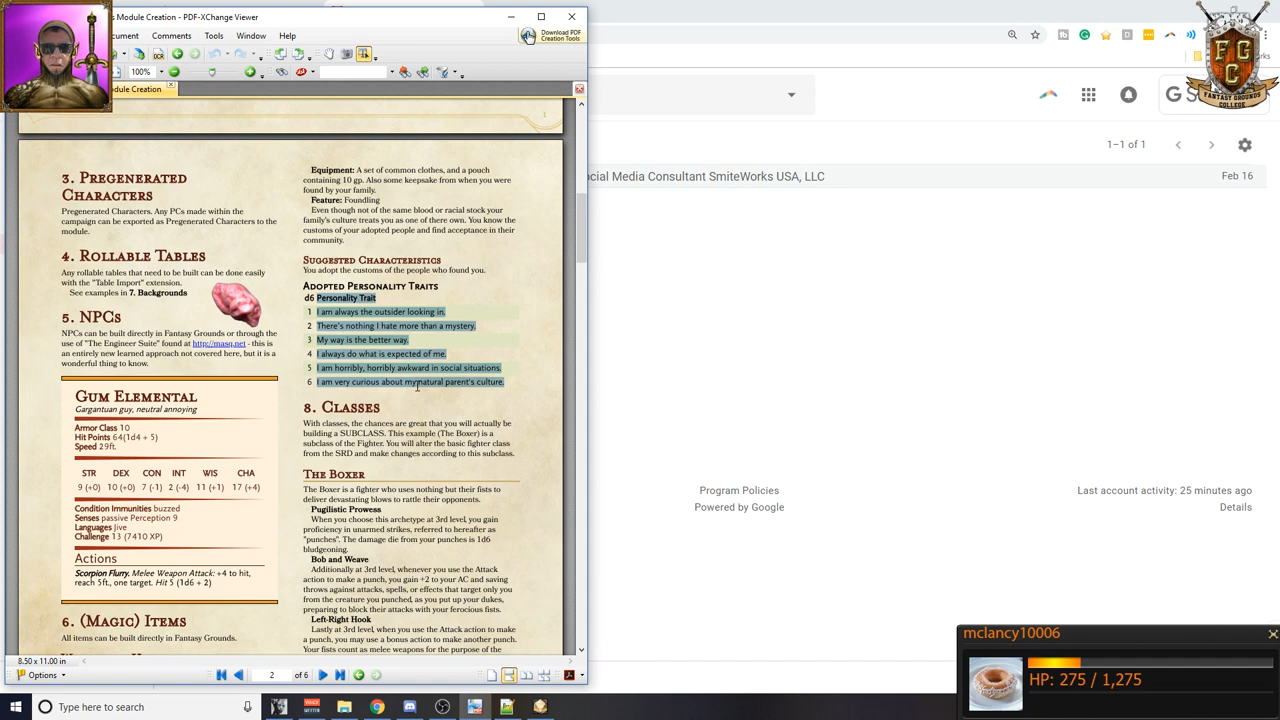 Module Creation - PDF-XChange Viewer
cument Comments Tools Window Help
Download PDF
Creation Tools
OCR
100%
dule Creation
1
3. Pregenerated
Characters
Pregenerated Characters. Any PCs made within the
campaign can be exported as Pregenerated Characters to the
module.
4. Rollable Tables
Any rollable tables that need to be built can be done easily
with the "Table Import" extension.
See examples in 7. Backgrounds
5. NPCs
NPCs can be built directly in Fantasy Grounds or through the
use of "The Engineer Suite" found at http://masq.net - this is
an entirely new learned approach not covered here, but it is a
wonderful thing to know.
Gum Elemental
Gargantuan guy, neutral annoying
Armor Class 10
Hit Points 64(1d4 + 5)
Speed 29ft.
STR DEX CON INT WIS CHA
9 (+0) 10 (+0) 7 (-1) 2 (-4) 11 (+1) 17 (+4)
Condition Immunities buzzed
Senses passive Perception 9
Languages Jive
Challenge 13 (7410 XP)
Actions
Scorpion Flurry. Melee Weapon Attack: +4 to hit,
reach 5ft., one target. Hit 5 (1d6 + 2)
6. (Magic) Items
All items can be built directly in Fantasy Grounds.
Equipment: A set of common clothes, and a pouch
containing 10 gp. Also some keepsake from when you were
found by your family.
Feature: Foundling
Even though not of the same blood or racial stock your
family's culture treats you as one of there own. You know the
customs of your adopted people and find acceptance in their
community.
Suggested Characteristics
You adopt the customs of the people who found you.
Adopted Personality Traits
d6 Personality Trait
1 I am always the outsider looking in.
2 There's nothing I hate more than a mystery.
3 My way is the better way.
4 I always do what is expected of me.
5 I am horribly, horribly awkward in social situations.
6 I am very curious about my natural parent's culture.
8. Classes
With classes, the chances are great that you will actually be
building a SUBCLASS. This example (The Boxer) is a
subclass of the Fighter. You will alter the basic fighter class
from the SRD and make changes according to this subclass.
The Boxer
The Boxer is a fighter who uses nothing but their fists to
deliver devastating blows to rattle their opponents.
Pugilistic Prowess
When you choose this archetype at 3rd level, you gain
proficiency in unarmed strikes, referred to hereafter as
"punches". The damage die from your punches is 1d6
bludgeoning.
Bob and Weave
Additionally at 3rd level, whenever you use the Attack
action to make a punch, you gain +2 to your AC and saving
throws against attacks, spells, or effects that target only you
from the creature you punched, as you put up your dukes,
preparing to block their attacks with your ferocious fists.
Left-Right Hook
Lastly at 3rd level, when you use the Attack action to make
a punch, you may use a bonus action to make another punch.
Your fists count as melee weapons for the purpose of the
8.50 x 11.00 in
Options
2 of 6
FGC
FANTASY GROUNDS
COLLEGE
G S
1–1 of 1
ocial Media Consultant SmiteWorks USA, LLC
Feb 16
Program Policies
Powered by Google
Last account activity: 25 minutes ago
Details
mclancy10006
HP: 275 / 1,275
Type here to search